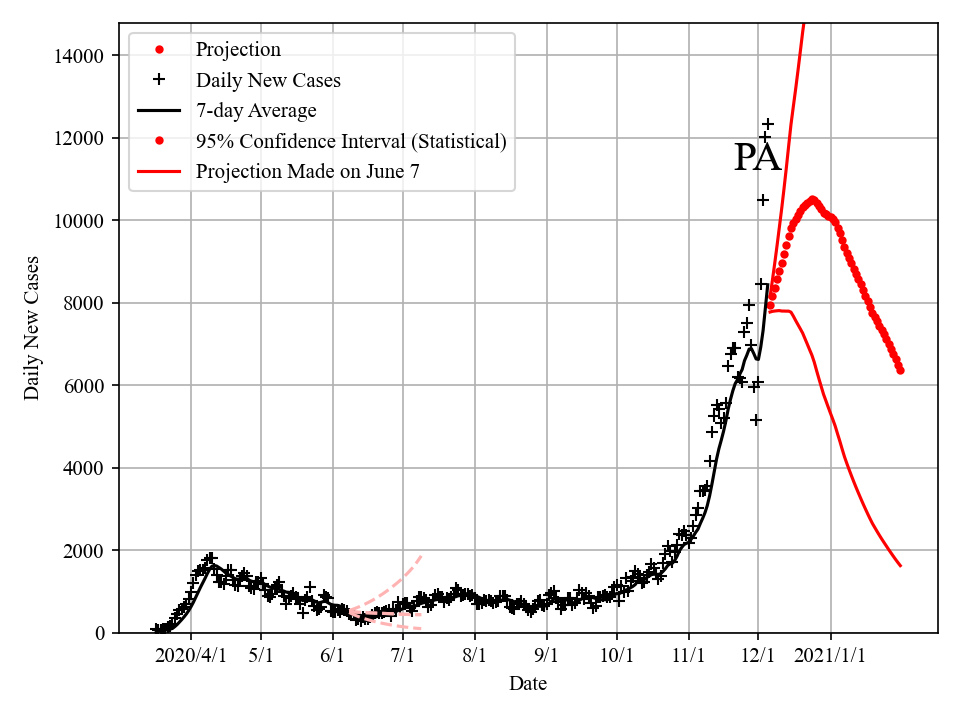 Projection
Daily New Cases
7-day Average
95% Confidence Interval (Statistical)
Projection Made on June 7
PA
14000
12000
10000
8000
6000
4000
2000
0
Daily New Cases
2020/4/1 5/1 6/1 7/1 8/1 9/1 10/1 11/1 12/1 2021/1/1
Date